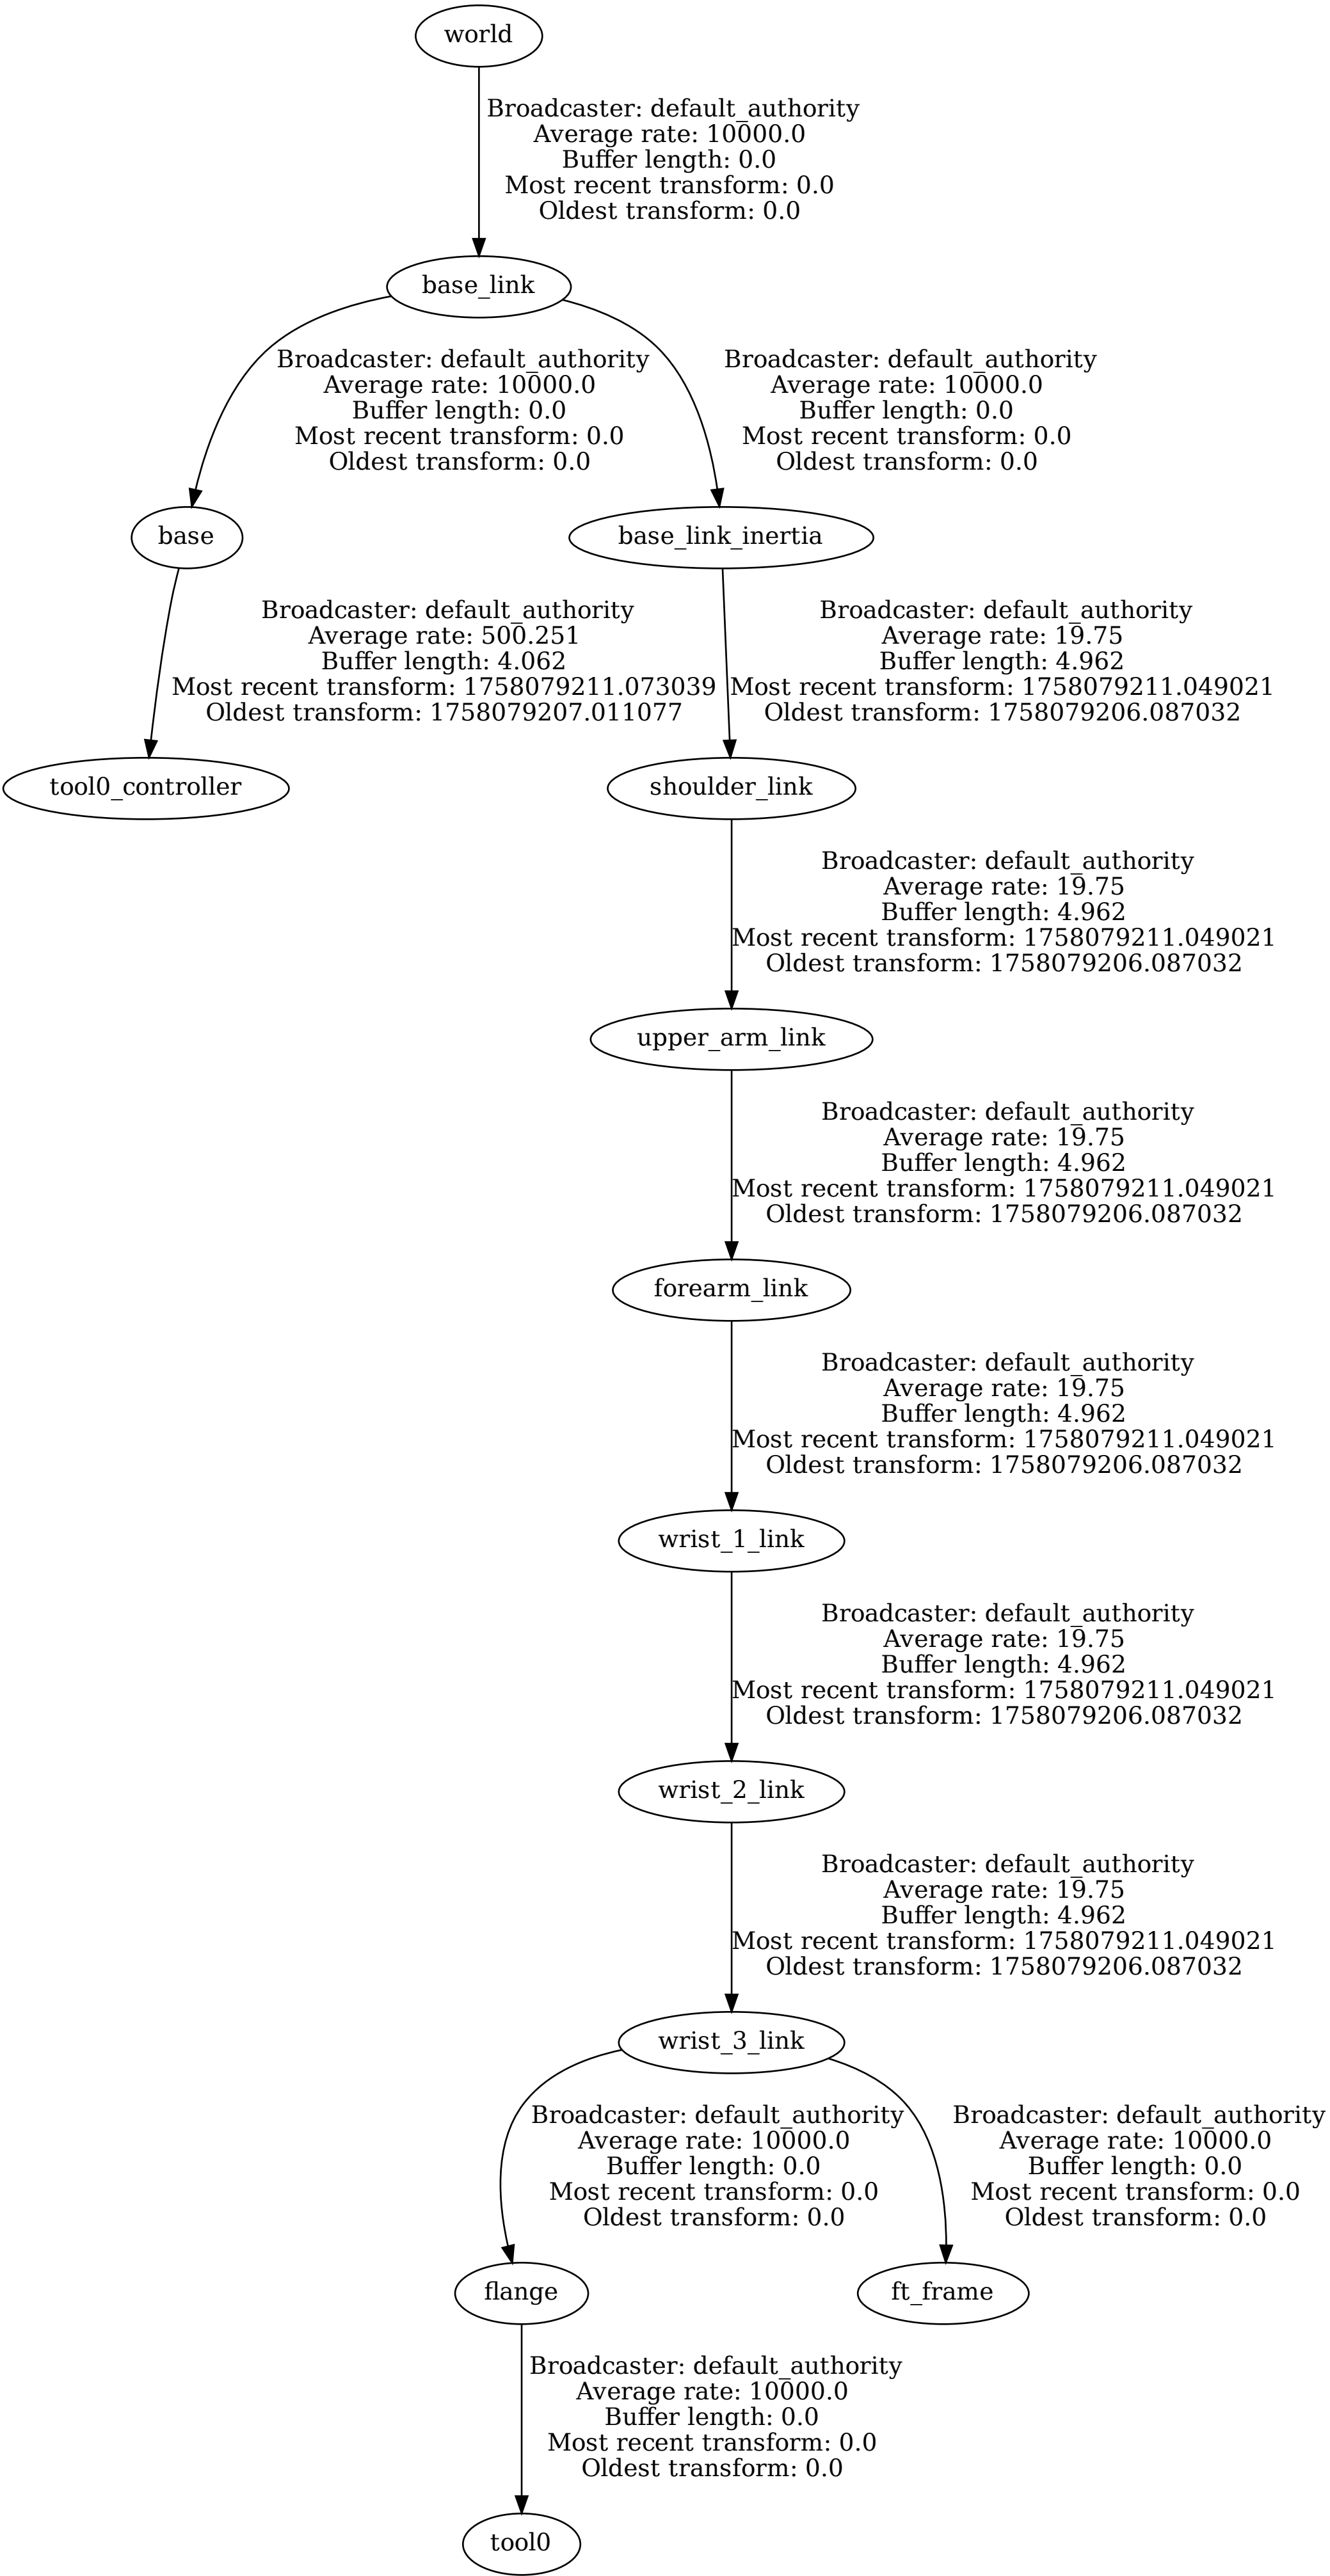 world
Broadcaster: default_authority
Average rate: 10000.0
Buffer length: 0.0
Most recent transform: 0.0
Oldest transform: 0.0
base_link
Broadcaster: default_authority
Average rate: 10000.0
Buffer length: 0.0
Most recent transform: 0.0
Oldest transform: 0.0
Broadcaster: default_authority
Average rate: 10000.0
Buffer length: 0.0
Most recent transform: 0.0
Oldest transform: 0.0
base
base_link_inertia
Broadcaster: default_authority
Average rate: 500.251
Buffer length: 4.062
Most recent transform: 1758079211.073039
Oldest transform: 1758079207.011077
Broadcaster: default_authority
Average rate: 19.75
Buffer length: 4.962
Most recent transform: 1758079211.049021
Oldest transform: 1758079206.087032
tool0_controller
shoulder_link
Broadcaster: default_authority
Average rate: 19.75
Buffer length: 4.962
Most recent transform: 1758079211.049021
Oldest transform: 1758079206.087032
upper_arm_link
Broadcaster: default_authority
Average rate: 19.75
Buffer length: 4.962
Most recent transform: 1758079211.049021
Oldest transform: 1758079206.087032
forearm_link
Broadcaster: default_authority
Average rate: 19.75
Buffer length: 4.962
Most recent transform: 1758079211.049021
Oldest transform: 1758079206.087032
wrist_1_link
Broadcaster: default_authority
Average rate: 19.75
Buffer length: 4.962
Most recent transform: 1758079211.049021
Oldest transform: 1758079206.087032
wrist_2_link
Broadcaster: default_authority
Average rate: 19.75
Buffer length: 4.962
Most recent transform: 1758079211.049021
Oldest transform: 1758079206.087032
wrist_3_link
Broadcaster: default_authority
Average rate: 10000.0
Buffer length: 0.0
Most recent transform: 0.0
Oldest transform: 0.0
Broadcaster: default_authority
Average rate: 10000.0
Buffer length: 0.0
Most recent transform: 0.0
Oldest transform: 0.0
flange
ft_frame
Broadcaster: default_authority
Average rate: 10000.0
Buffer length: 0.0
Most recent transform: 0.0
Oldest transform: 0.0
tool0